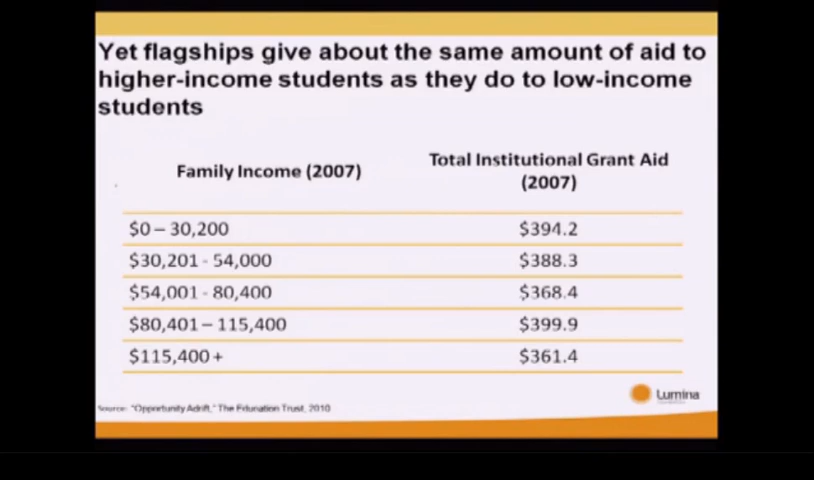 Yet flagships give about the same amount of aid to
higher-income students as they do to low-income
students
Family Income (2007)
Total Institutional Grant Aid
(2007)
$0 – 30,200 $394.2
$30,201 - 54,000 $388.3
$54,001 - 80,400 $368.4
$80,401 – 115,400 $399.9
$115,400 + $361.4
Lumina
Source: "Opportunity Adrift," The Education Trust, 2010